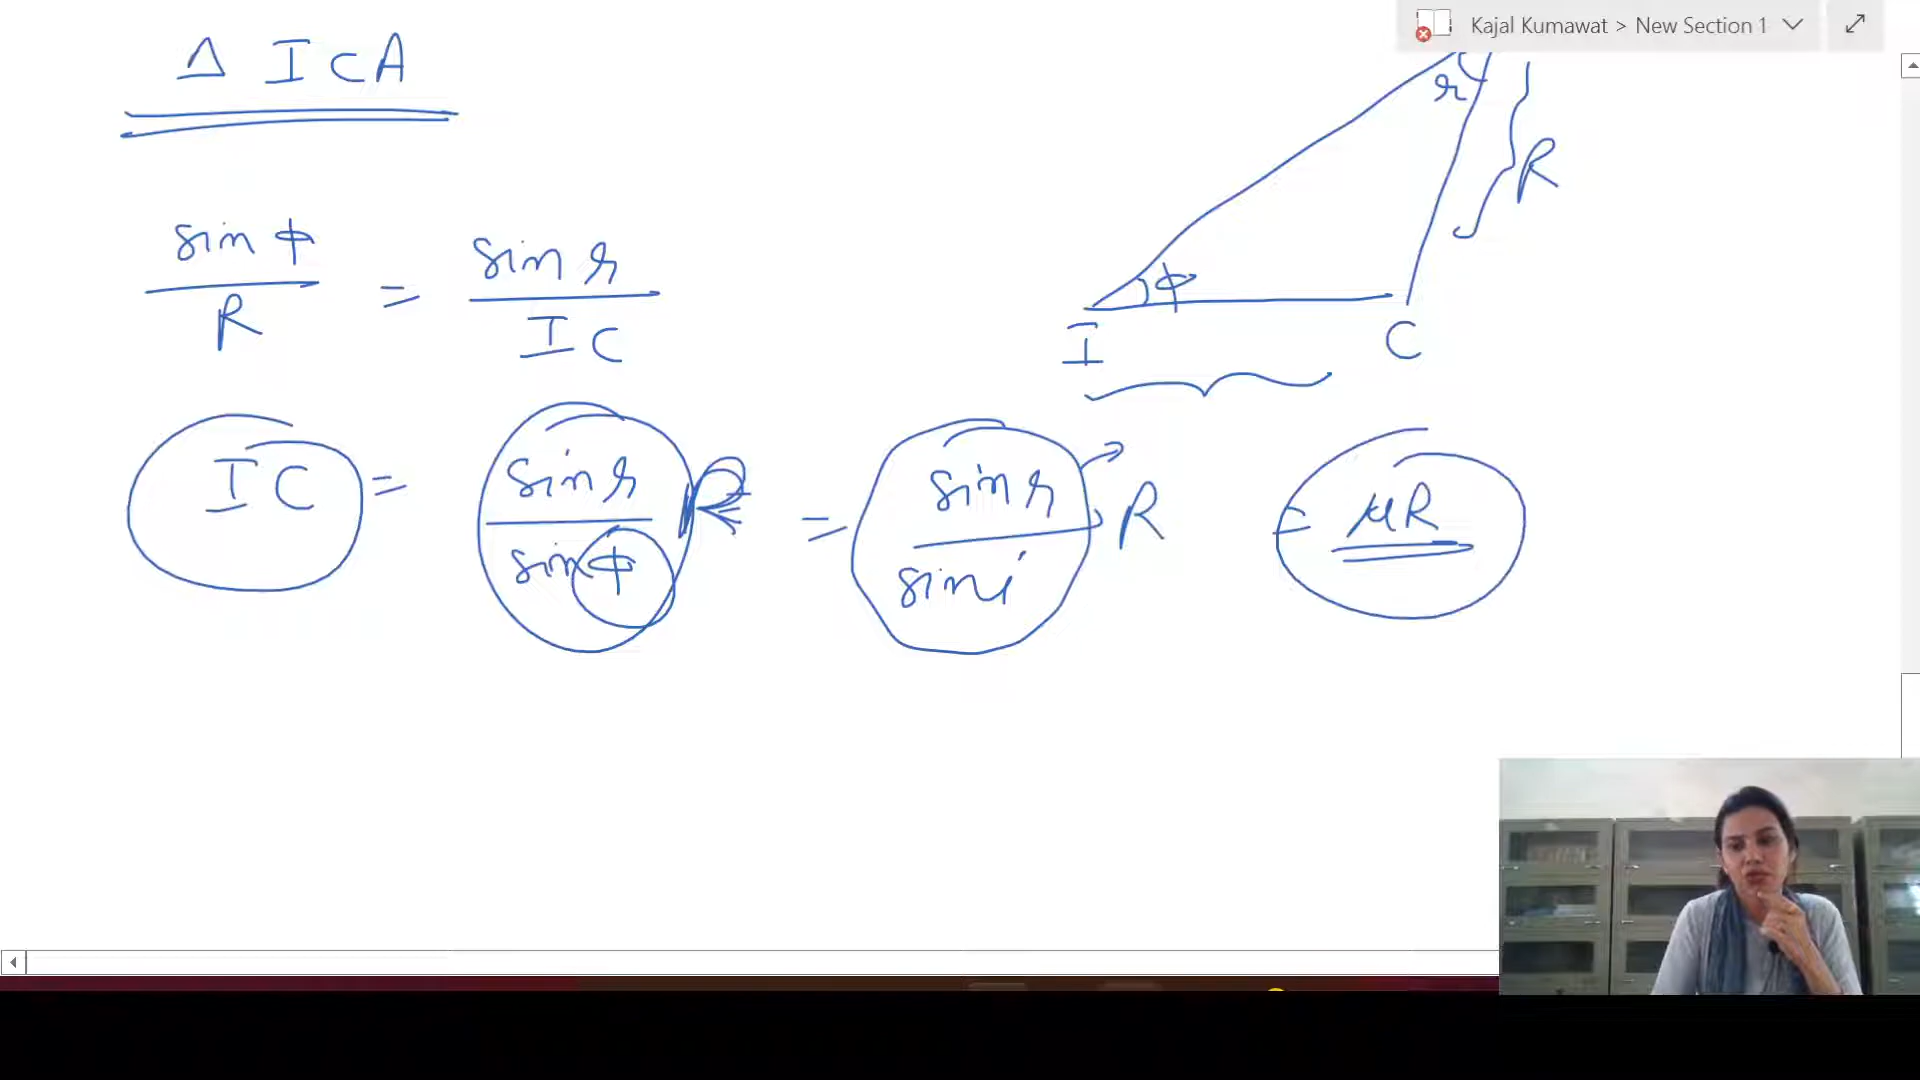 Kajal Kumawat > New Section 1
Δ ICA
r
R
sin φ / R = sin r / IC
φ
I C
IC = sin r / sin φ R = sin r / sin i R = μR